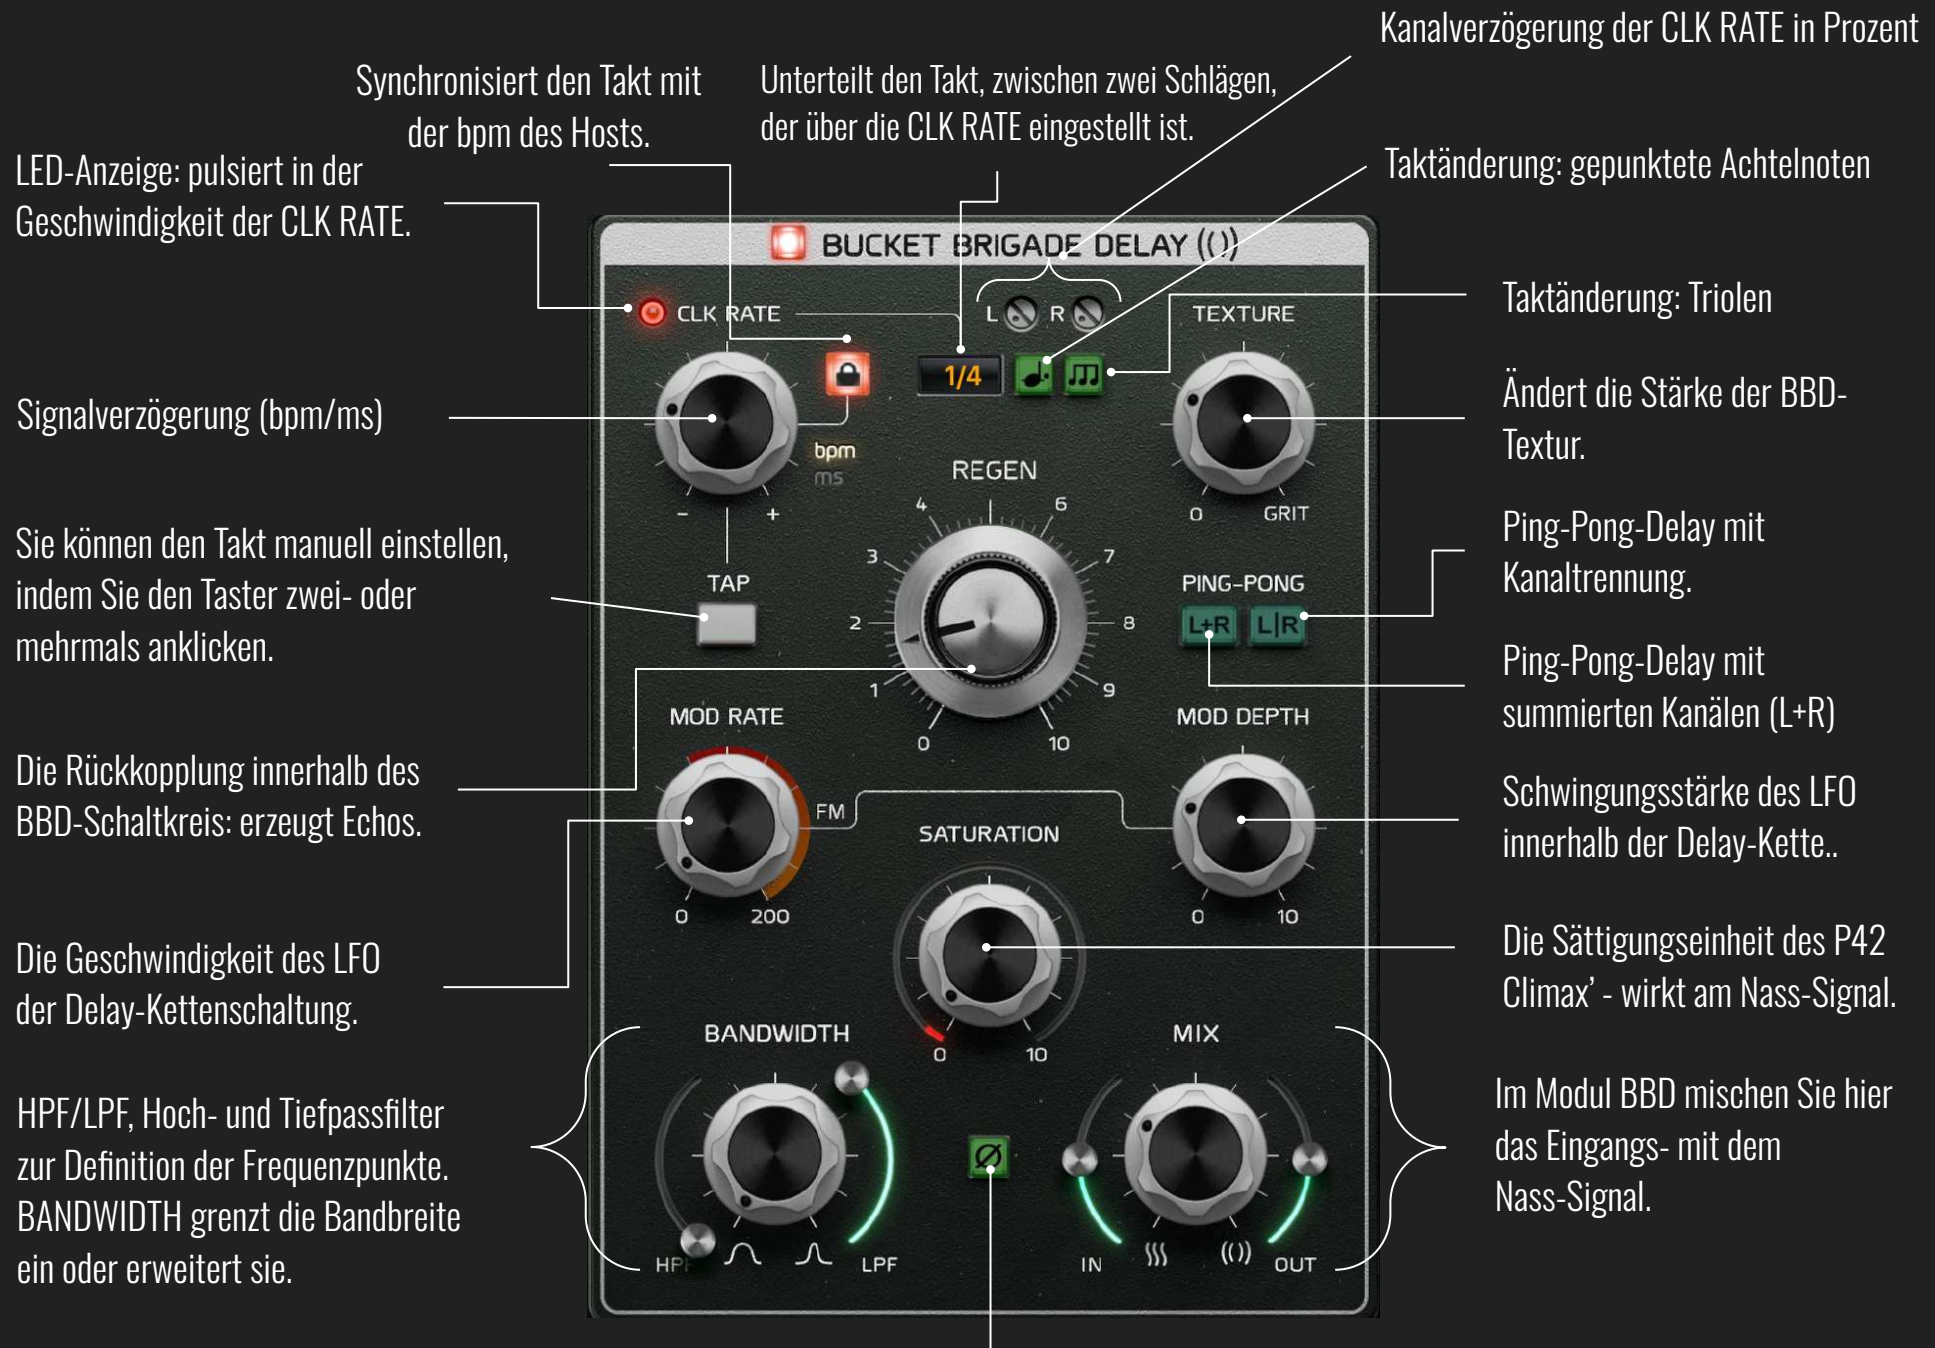 Kanalverzögerung der CLK RATE in Prozent
Synchronisiert den Takt mit
der bpm des Hosts.
Unterteilt den Takt, zwischen zwei Schlägen,
der über die CLK RATE eingestellt ist.
LED-Anzeige: pulsiert in der
Geschwindigkeit der CLK RATE.
Taktänderung: gepunktete Achtelnoten
Taktänderung: Triolen
Signalverzögerung (bpm/ms)
Ändert die Stärke der BBD-
Textur.
Sie können den Takt manuell einstellen,
indem Sie den Taster zwei- oder
mehrmals anklicken.
Ping-Pong-Delay mit
Kanaltrennung.
Ping-Pong-Delay mit
summierten Kanälen (L+R)
Die Rückkopplung innerhalb des
BBD-Schaltkreis: erzeugt Echos.
Schwingungsstärke des LFO
innerhalb der Delay-Kette..
Die Geschwindigkeit des LFO
der Delay-Kettenschaltung.
Die Sättigungseinheit des P42
Climax’ - wirkt am Nass-Signal.
HPF/LPF, Hoch- und Tiefpassfilter
zur Definition der Frequenzpunkte.
BANDWIDTH grenzt die Bandbreite
ein oder erweitert sie.
Im Modul BBD mischen Sie hier
das Eingangs- mit dem
Nass-Signal.
BUCKET BRIGADE DELAY
CLK RATE
L R
TEXTURE
1/4
bpm
ms
- +
REGEN
0 1 2 3 4 6 7 8 9 10
0 GRIT
TAP
PING-PONG
L+R L|R
MOD RATE
FM
0 200
MOD DEPTH
0 10
SATURATION
0 10
BANDWIDTH
HPF LPF
Ø
MIX
IN OUT